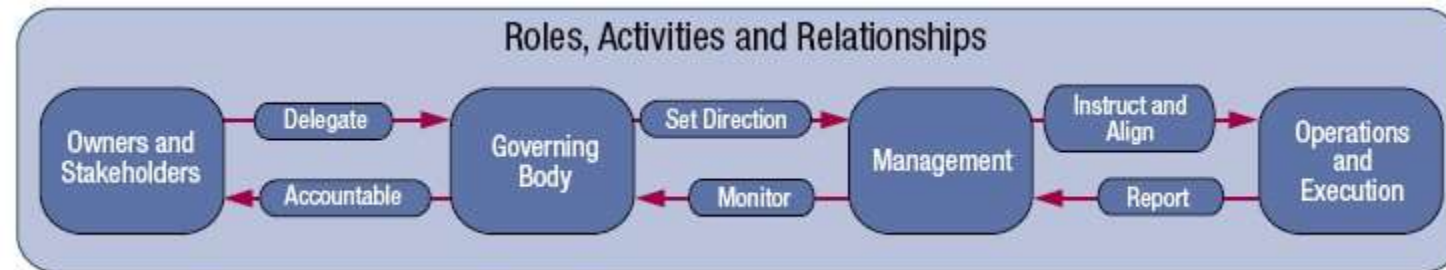 Roles, Activities and Relationships
Owners and
Stakeholders
Delegate
Accountable
Governing
Body
Set Direction
Monitor
Management
Instruct and
Align
Report
Operations
and
Execution